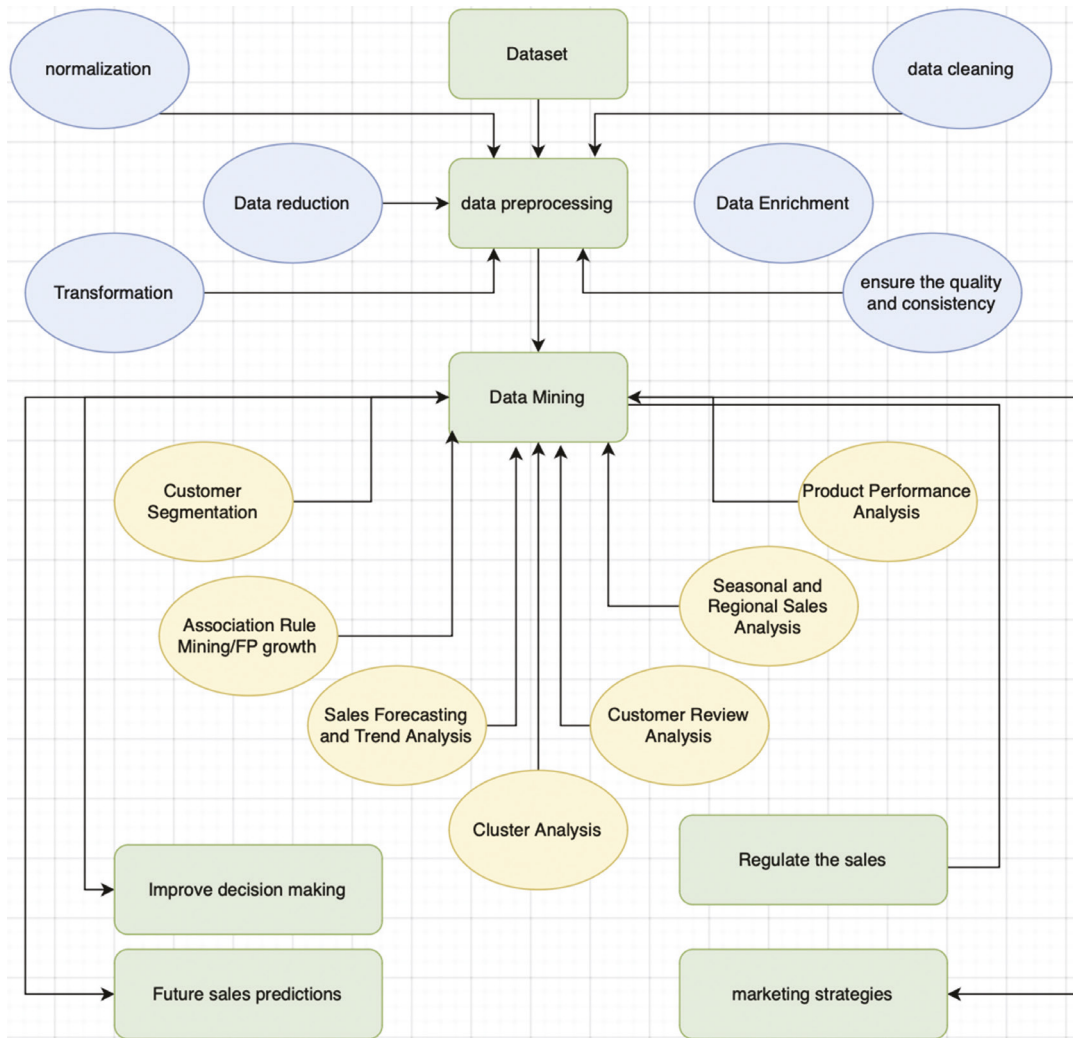 normalization
Dataset
data cleaning
Data reduction
data preprocessing
Data Enrichment
Transformation
ensure the quality
and consistency
Data Mining
Customer
Segmentation
Product Performance
Analysis
Association Rule
Mining/FP growth
Seasonal and
Regional Sales
Analysis
Sales Forecasting
and Trend Analysis
Customer Review
Analysis
Cluster Analysis
Regulate the sales
Improve decision making
Future sales predictions
marketing strategies